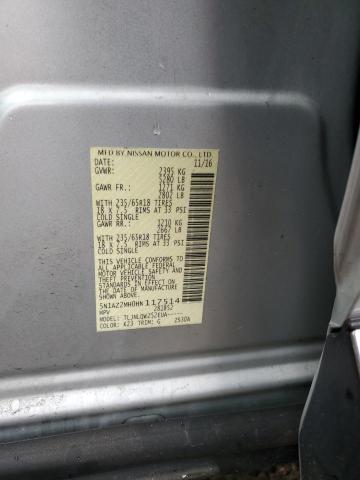 MFD BY NISSAN MOTOR CO., LTD.
DATE: 11/16
GVWR: 2395 KG
5280 LB
GAWR FR: 1271 KG
2802 LB
WITH 235/65R18 TIRES
18 X 7.5 RIMS AT 33 PSI
COLD SINGLE
GAWR RR: 1210 KG
2667 LB
WITH 235/65R18 TIRES
18 X 7.5 RIMS AT 33 PSI
COLD SINGLE
THIS VEHICLE CONFORMS TO
ALL APPLICABLE FEDERAL
MOTOR VEHICLE SAFETY
STANDARDS IN EFFECT ON
THE DATE OF MANUFACTURE
SHOWN ABOVE.
5N1AZ2MH0HN117514
MPV 281852
MODEL: TLJNLQWZ52EUA-----
COLOR: K23 TRIM: G 2530A